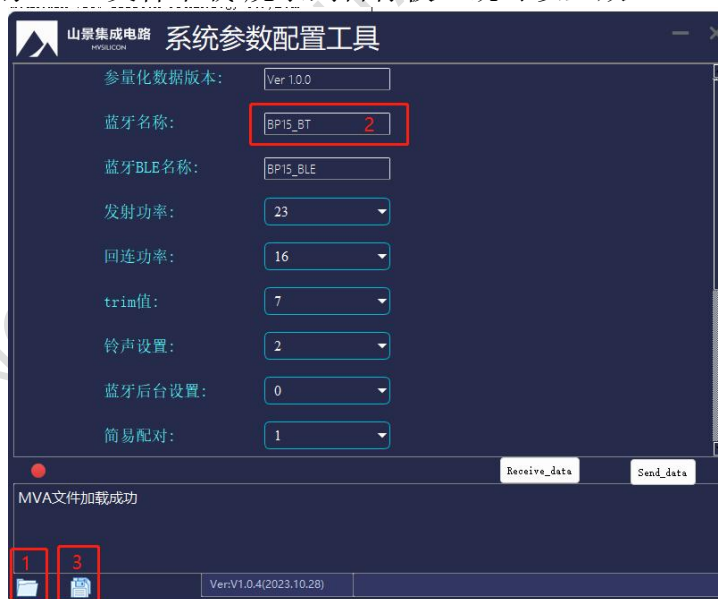 山景集成电路
MVSILICON
系统参数配置工具
参量化数据版本: Ver 1.0.0
蓝牙名称: BP15_BT 2
蓝牙BLE名称: BP15_BLE
发射功率: 23
回连功率: 16
trim值: 7
铃声设置: 2
蓝牙后台设置: 0
简易配对: 1
Receive_data Send_data
MVA文件加载成功
1 3
Ver:V1.0.4(2023.10.28)